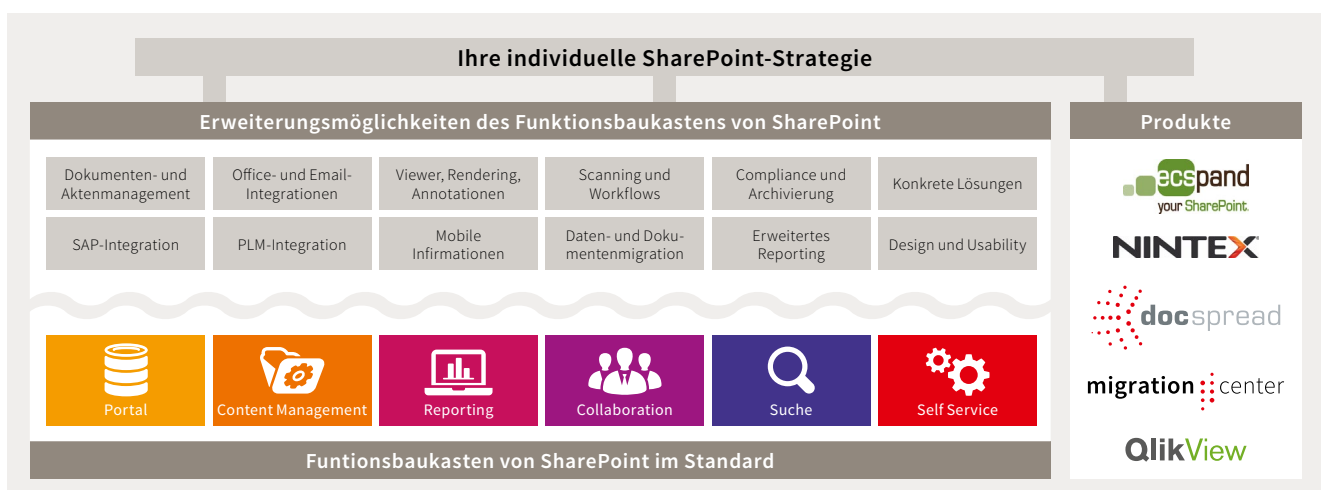 Ihre individuelle SharePoint-Strategie
Erweiterungsmöglichkeiten des Funktionsbaukastens von SharePoint
Dokumenten- und
Aktenmanagement
Office- und Email-
Integrationen
Viewer, Rendering,
Annotationen
Scanning und
Workflows
Compliance und
Archivierung
Konkrete Lösungen
SAP-Integration
PLM-Integration
Mobile
Infirmationen
Daten- und Doku-
mentenmigration
Erweitertes
Reporting
Design und Usability
Portal
Content Management
Reporting
Collaboration
Suche
Self Service
Funtionsbaukasten von SharePoint im Standard
Produkte
ecspand
your SharePoint.
NINTEX
docspread
migration center
QlikView